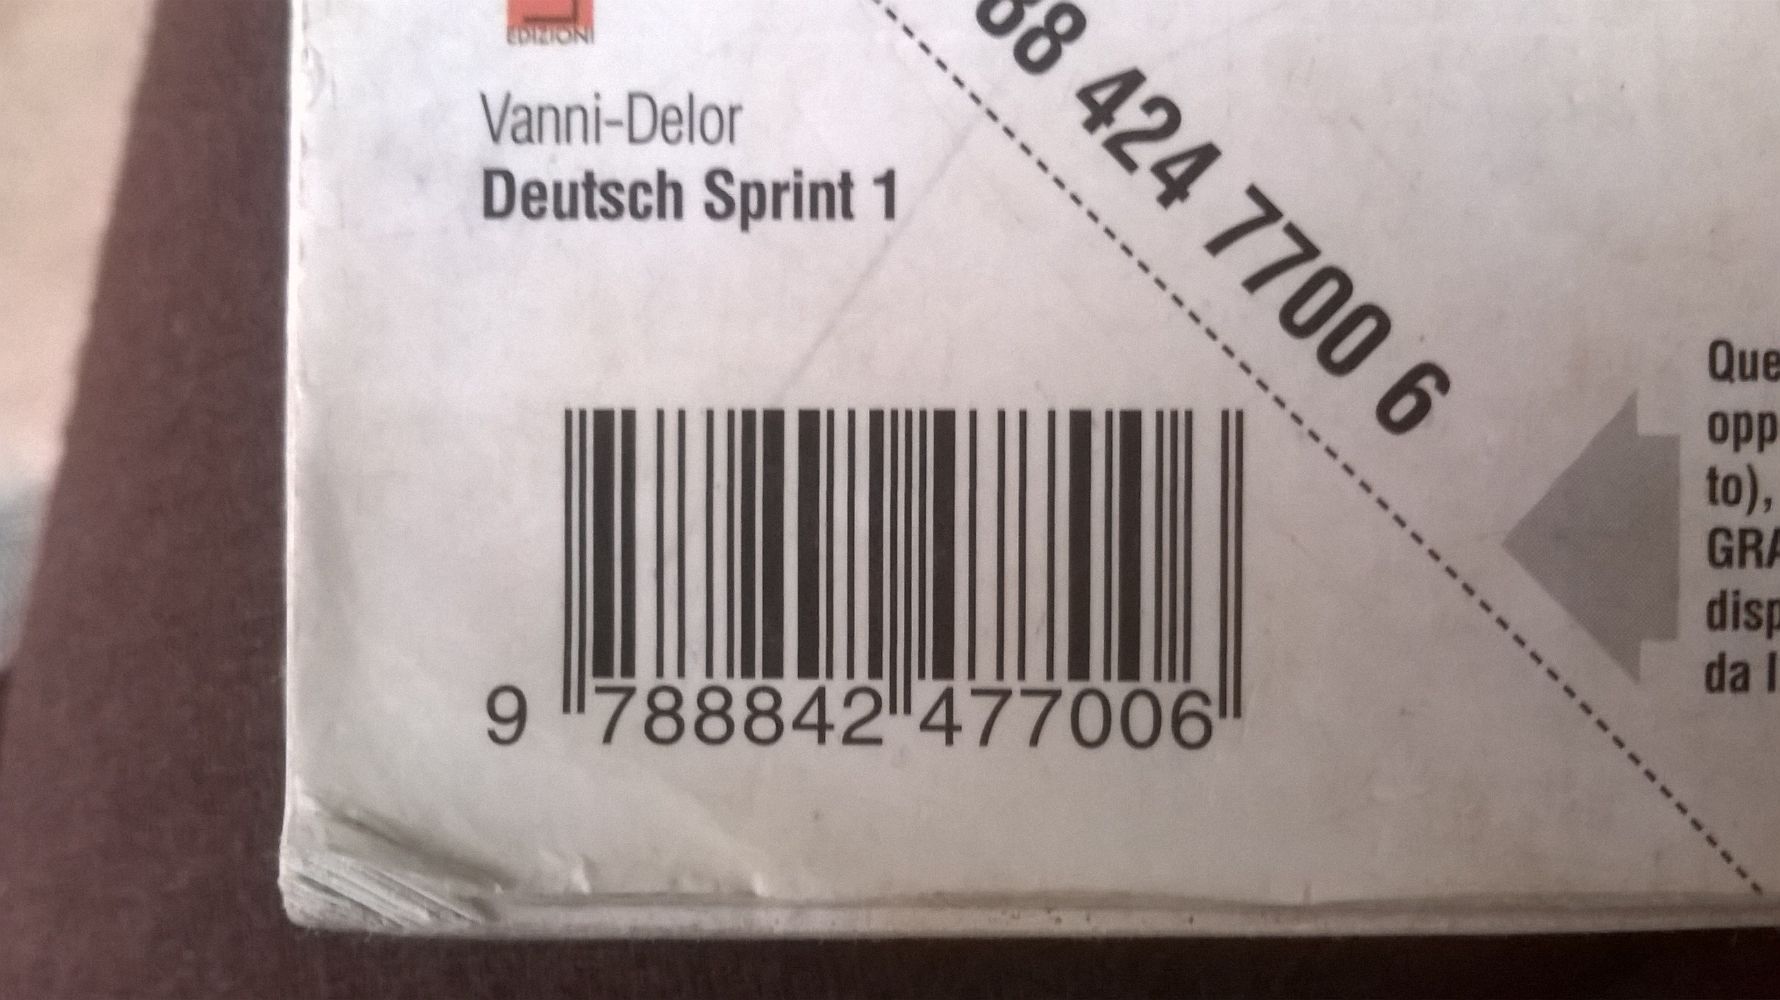 EDIZIONI
Vanni-Delor
Deutsch Sprint 1
88 424 7700 6
9 788842 477006
Que
opp
to),
GRA
disp
da l